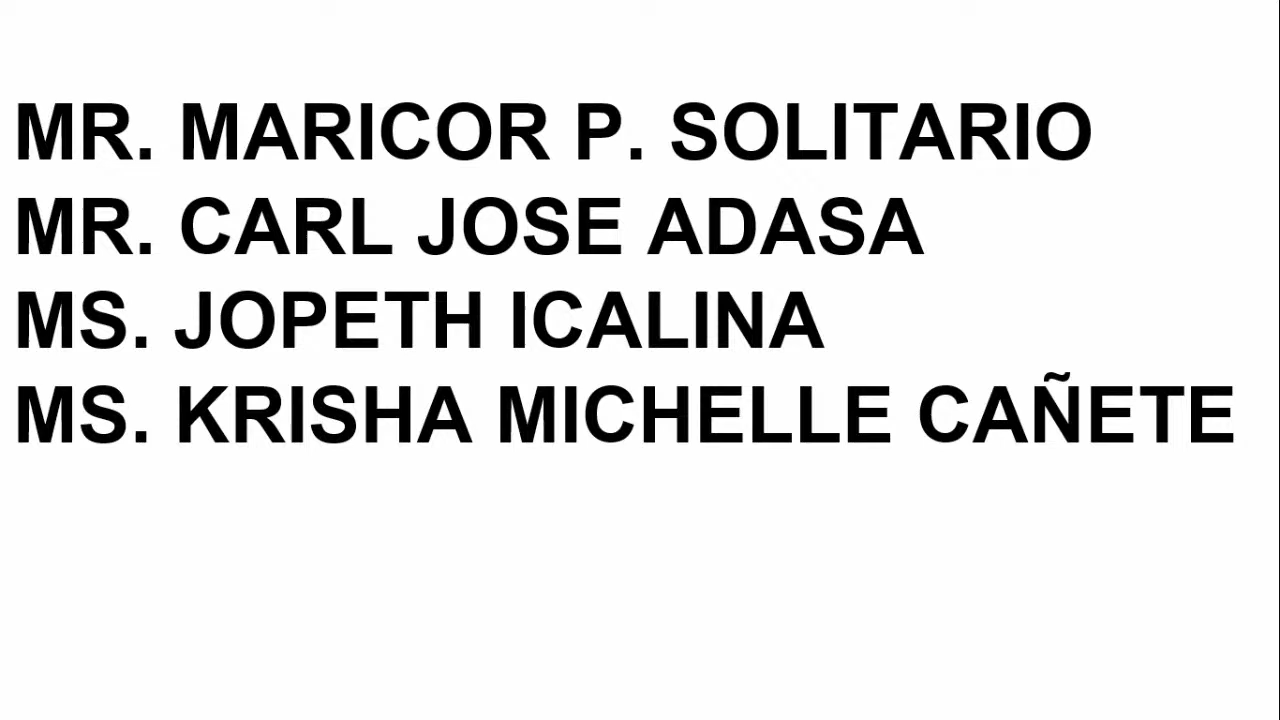 MR. MARICOR P. SOLITARIO
MR. CARL JOSE ADASA
MS. JOPETH ICALINA
MS. KRISHA MICHELLE CAÑETE